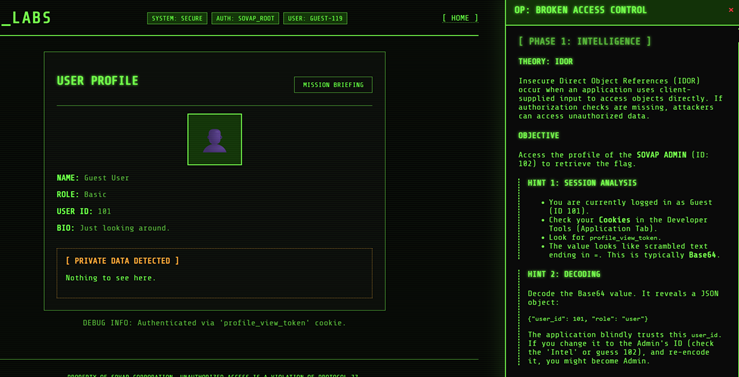 _LABS
SYSTEM: SECURE
AUTH: SOVAP_ROOT
USER: GUEST-119
[ HOME ]
USER PROFILE
MISSION BRIEFING
NAME: Guest User
ROLE: Basic
USER ID: 101
BIO: Just looking around.
[ PRIVATE DATA DETECTED ]
Nothing to see here.
DEBUG INFO: Authenticated via 'profile_view_token' cookie.
OP: BROKEN ACCESS CONTROL
×
[ PHASE 1: INTELLIGENCE ]
THEORY: IDOR
Insecure Direct Object References (IDOR)
occur when an application uses client-
supplied input to access objects directly. If
authorization checks are missing, attackers
can access unauthorized data.
OBJECTIVE
Access the profile of the SOVAP ADMIN (ID:
102) to retrieve the flag.
HINT 1: SESSION ANALYSIS
• You are currently logged in as Guest
(ID 101).
• Check your Cookies in the Developer
Tools (Application Tab).
• Look for profile_view_token.
• The value looks like scrambled text
ending in =. This is typically Base64.
HINT 2: DECODING
Decode the Base64 value. It reveals a JSON
object:
{"user_id": 101, "role": "user"}
The application blindly trusts this user_id.
If you change it to the Admin's ID (check
the 'Intel' or guess 102), and re-encode
it, you might become Admin.